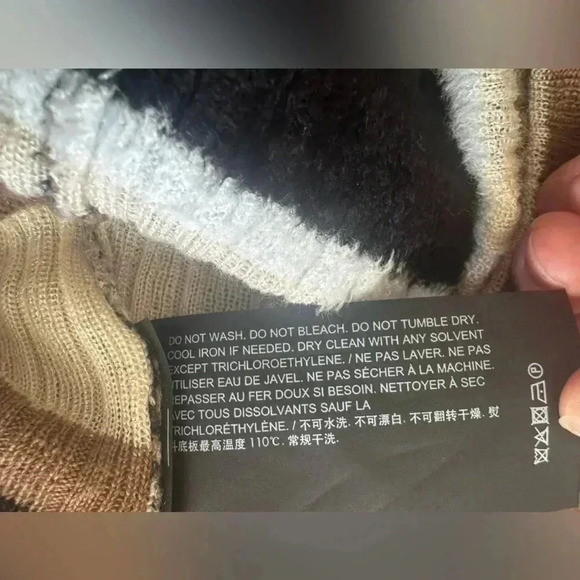 DO NOT WASH. DO NOT BLEACH. DO NOT TUMBLE DRY.
COOL IRON IF NEEDED. DRY CLEAN WITH ANY SOLVENT
EXCEPT TRICHLOROETHYLENE. / NE PAS LAVER. NE PAS
UTILISER EAU DE JAVEL. NE PAS SÉCHER À LA MACHINE.
REPASSER AU FER DOUX SI BESOIN. NETTOYER À SEC
AVEC TOUS DISSOLVANTS SAUF LA
TRICHLORÉTHYLÈNE. / 不可水洗. 不可漂白. 不可翻转干燥. 熨
斗底板最高温度 110℃. 常规干洗.
P